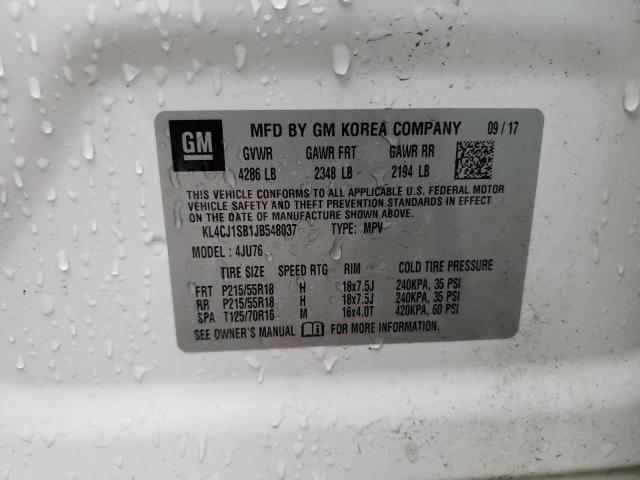 GM MFD BY GM KOREA COMPANY 09/17
GVWR GAWR FRT GAWR RR
4286 LB 2348 LB 2194 LB
THIS VEHICLE CONFORMS TO ALL APPLICABLE U.S. FEDERAL MOTOR
VEHICLE SAFETY AND THEFT PREVENTION STANDARDS IN EFFECT
ON THE DATE OF MANUFACTURE SHOWN ABOVE.
KL4CJ1SB1JB548037 TYPE: MPV
MODEL: 4JU76
TIRE SIZE SPEED RTG RIM COLD TIRE PRESSURE
FRT P215/55R18 H 18x7.5J 240KPA, 35 PSI
RR P215/55R18 H 18x7.5J 240KPA, 35 PSI
SPA T125/70R16 M 16x4.0T 420KPA, 60 PSI
SEE OWNER'S MANUAL FOR MORE INFORMATION.